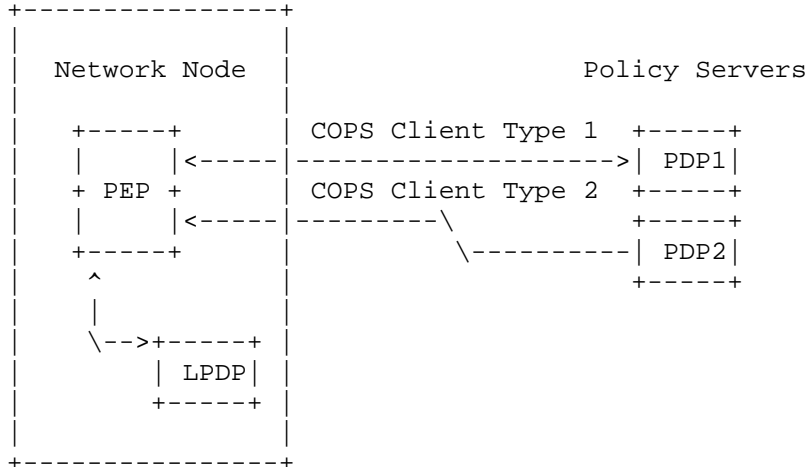 Network Node Policy Servers
COPS Client Type 1
PDP1
PEP COPS Client Type 2
PDP2
LPDP